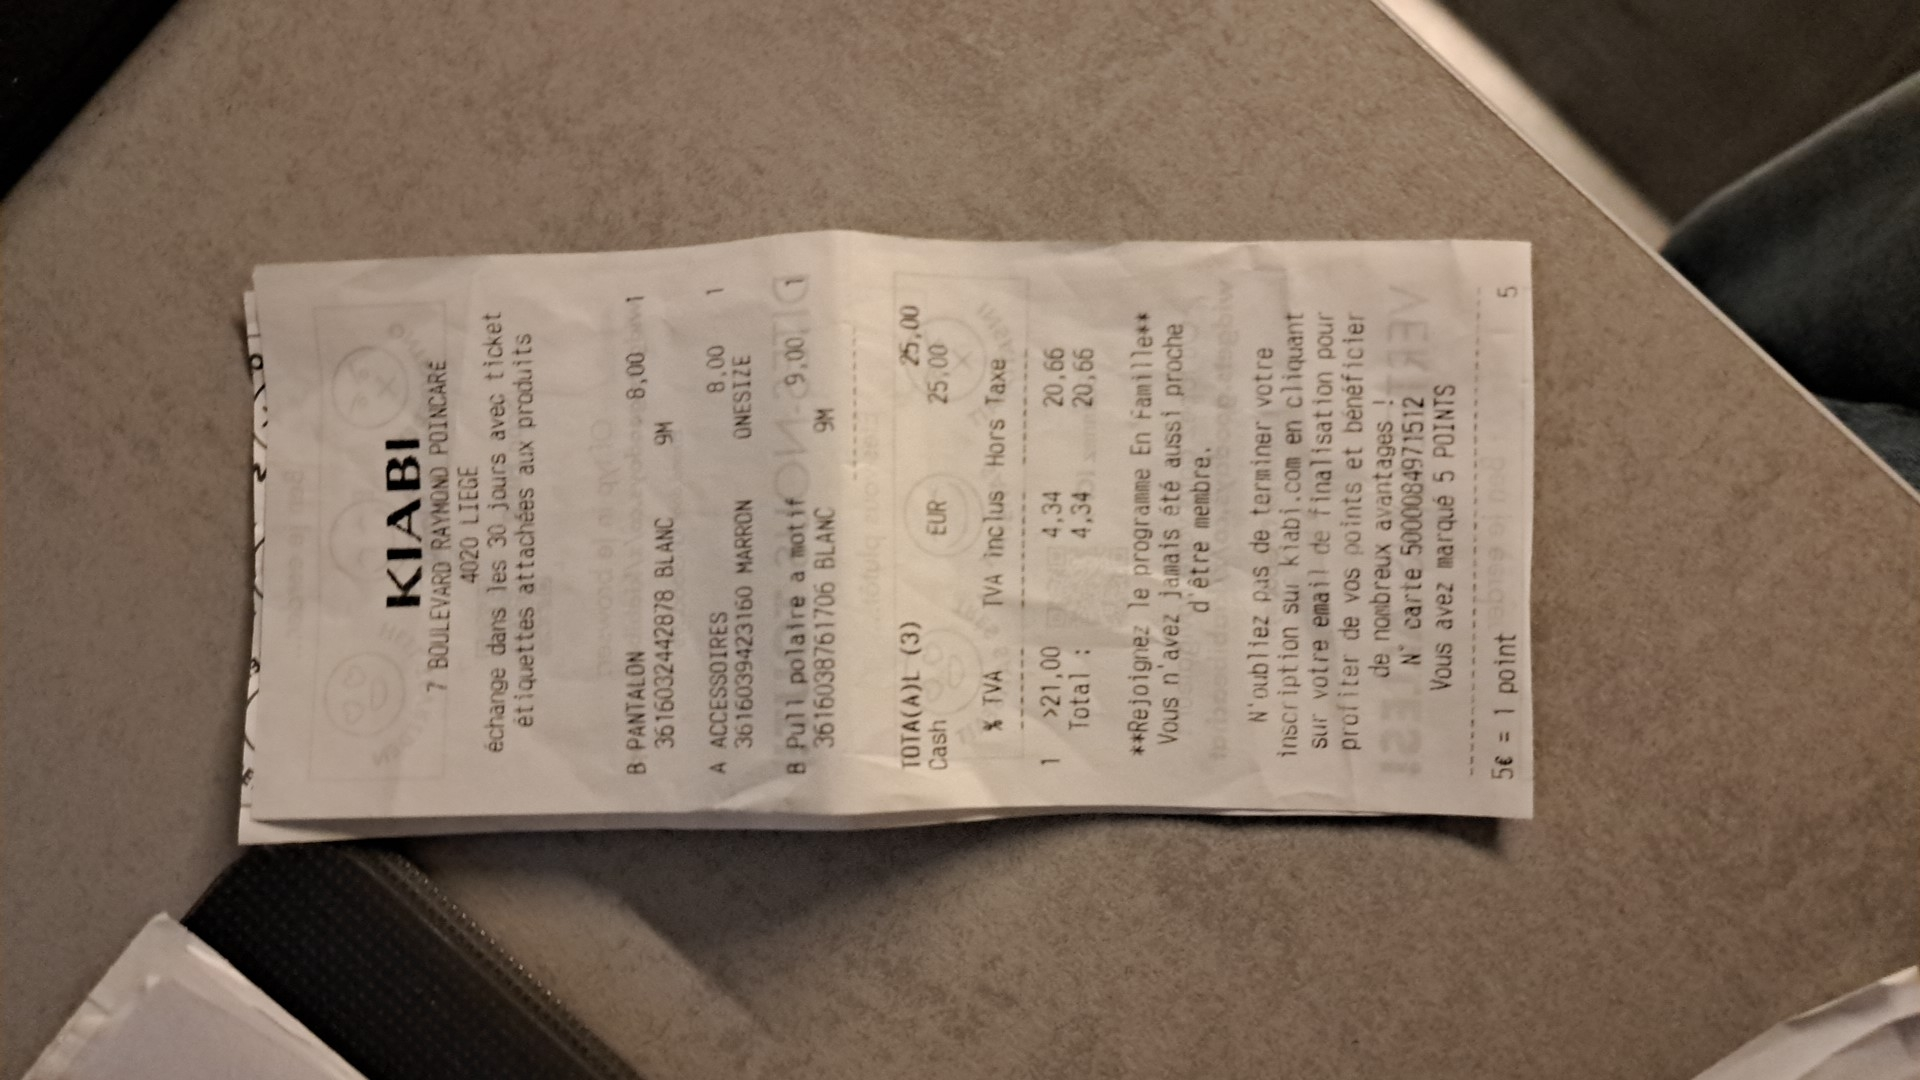 KIABI
7 BOULEVARD RAYMOND POINCARÉ
4020 LIEGE
échange dans les 30 jours avec ticket
étiquettes attachées aux produits
B PANTALON 8,00 1
3616032442878 BLANC 9M
A ACCESSOIRES 8,00 1
3616039423160 MARRON ONESIZE
B Pull polaire a motif 9,00 1
3616038761706 BLANC 9M
TOTA(A)L (3) 25,00
Cash EUR 25,00
% TVA TVA inclus Hors Taxe
1 >21,00 4,34 20,66
Total : 4,34 20,66
**Rejoignez le programme En Famille**
Vous n'avez jamais été aussi proche
d'être membre.
N'oubliez pas de terminer votre
inscription sur kiabi.com en cliquant
sur votre email de finalisation pour
profiter de vos points et bénéficier
de nombreux avantages !
N° carte 5000084971512
Vous avez marqué 5 POINTS
5€ = 1 point 5